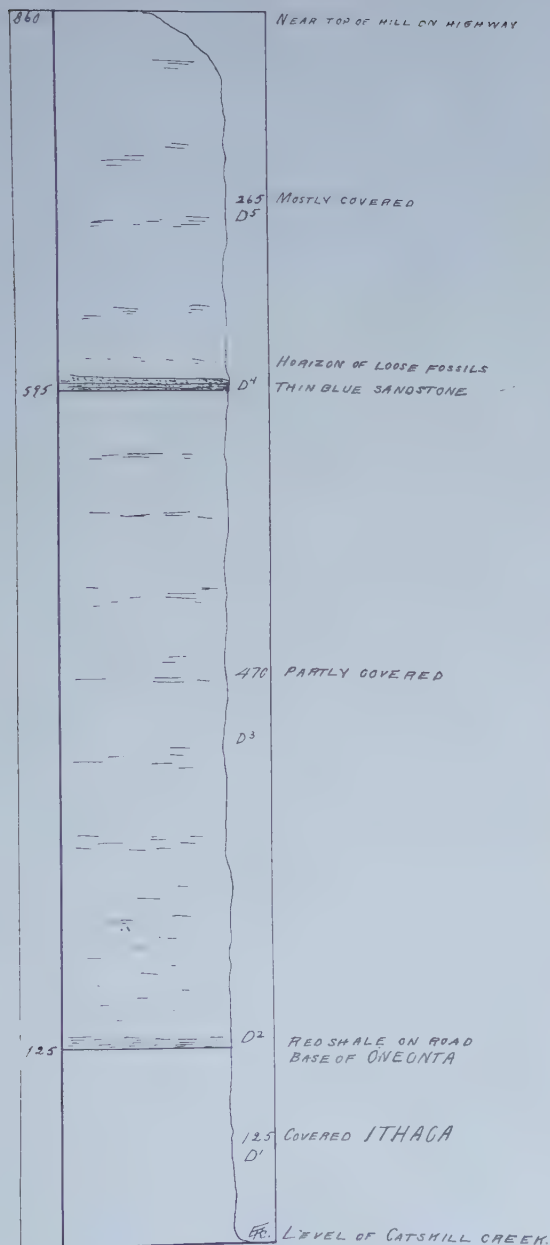 860 NEAR TOP OF HILL ON HIGHWAY
265 MOSTLY COVERED
D5
HORIZON OF LOOSE FOSSILS
595 D4 THIN BLUE SANDSTONE
470 PARTLY COVERED
D3
D2 RED SHALE ON ROAD
125 BASE OF ONEONTA
125 COVERED ITHACA
D1
LEVEL OF CATSKILL CREEK.